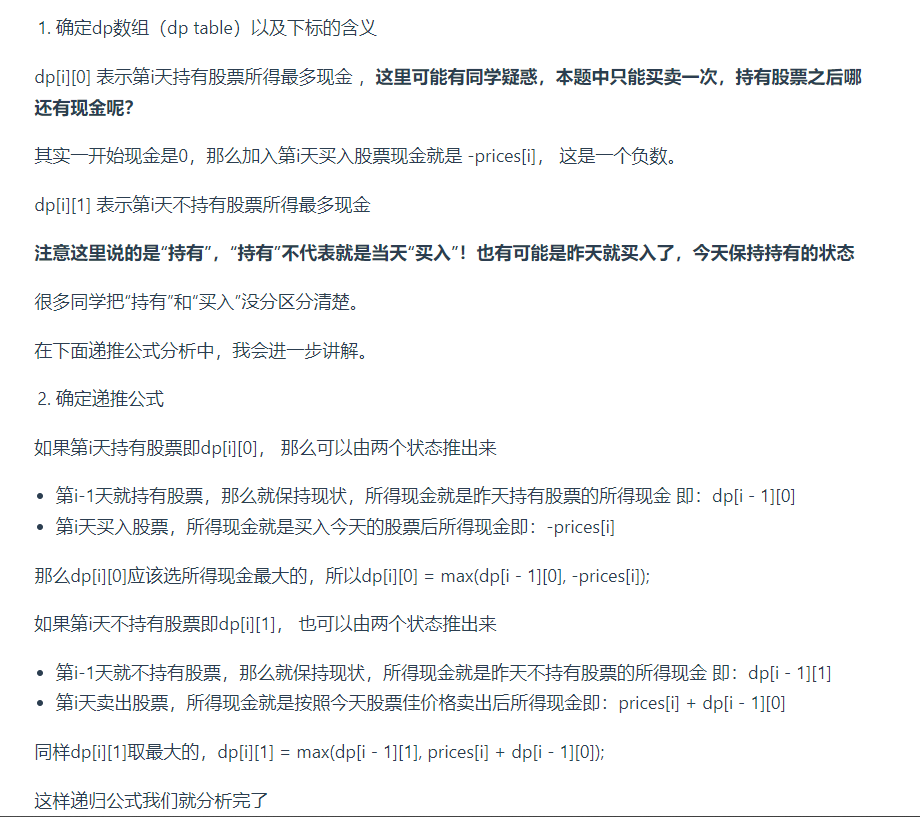 1. 确定dp数组（dp table）以及下标的含义
dp[i][0] 表示第i天持有股票所得最多现金 ，这里可能有同学疑惑，本题中只能买卖一次，持有股票之后哪
还有现金呢？
其实一开始现金是0，那么加入第i天买入股票现金就是 -prices[i]， 这是一个负数。
dp[i][1] 表示第i天不持有股票所得最多现金
注意这里说的是“持有”，“持有”不代表就是当天“买入”！也有可能是昨天就买入了，今天保持持有的状态
很多同学把“持有”和“买入”没分区分清楚。
在下面递推公式分析中，我会进一步讲解。
2. 确定递推公式
如果第i天持有股票即dp[i][0]， 那么可以由两个状态推出来
• 第i-1天就持有股票，那么就保持现状，所得现金就是昨天持有股票的所得现金 即：dp[i - 1][0]
• 第i天买入股票，所得现金就是买入今天的股票后所得现金即：-prices[i]
那么dp[i][0]应该选所得现金最大的，所以dp[i][0] = max(dp[i - 1][0], -prices[i]);
如果第i天不持有股票即dp[i][1]， 也可以由两个状态推出来
• 第i-1天就不持有股票，那么就保持现状，所得现金就是昨天不持有股票的所得现金 即：dp[i - 1][1]
• 第i天卖出股票，所得现金就是按照今天股票佳价格卖出后所得现金即：prices[i] + dp[i - 1][0]
同样dp[i][1]取最大的，dp[i][1] = max(dp[i - 1][1], prices[i] + dp[i - 1][0]);
这样递归公式我们就分析完了